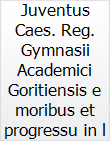 Juventus
Caes. Reg.
Gymnasii
Academici
Goritiensis e
moribus et
progressu in l